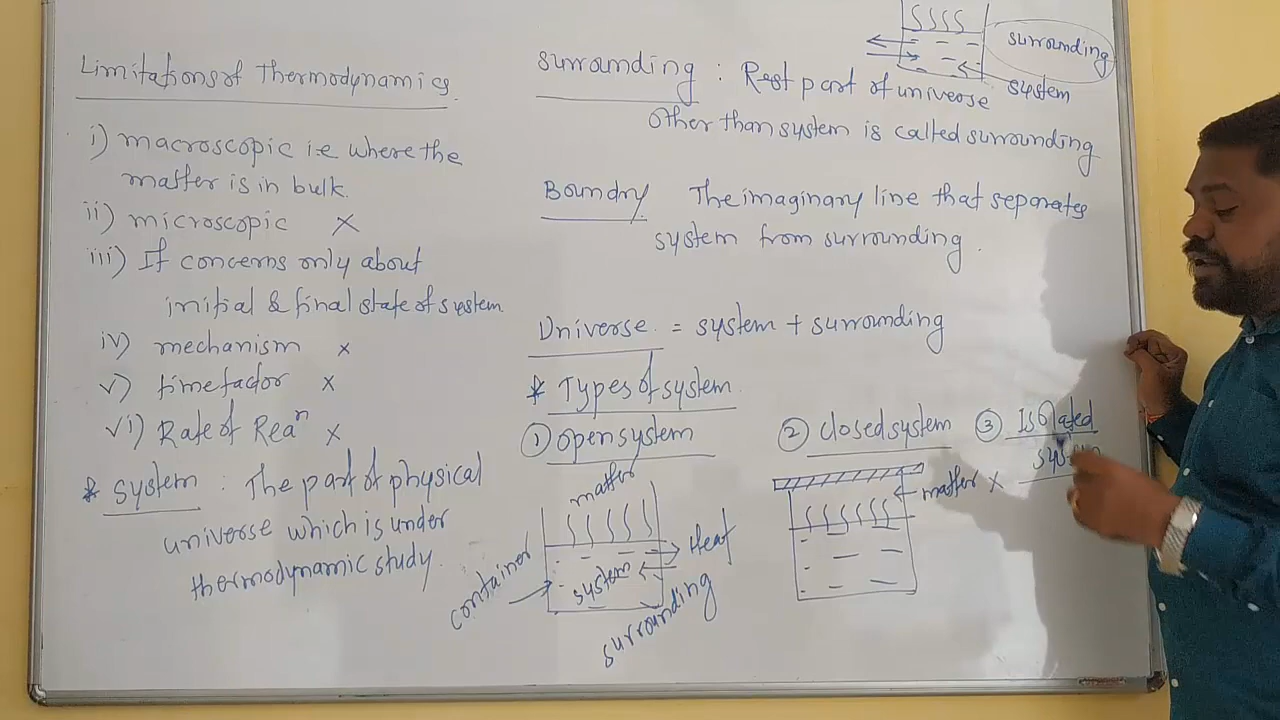 Limitations of Thermodynamics.
i) macroscopic i.e where the
matter is in bulk.
ii) microscopic ×
iii) It concerns only about
initial & final state of system
iv) mechanism ×
v) time factor ×
vi) Rate of Reaⁿ ×
* System : The part of physical
universe which is under
thermodynamic study.
surrounding
system
surrounding : Rest part of universe
other than system is called surrounding
Boundry The imaginary line that separates
system from surrounding.
Universe = system + surrounding
* Types of system.
① open system
matter
Heat
system
container
surrounding
② closed system
matter ×
③ Isolated
system